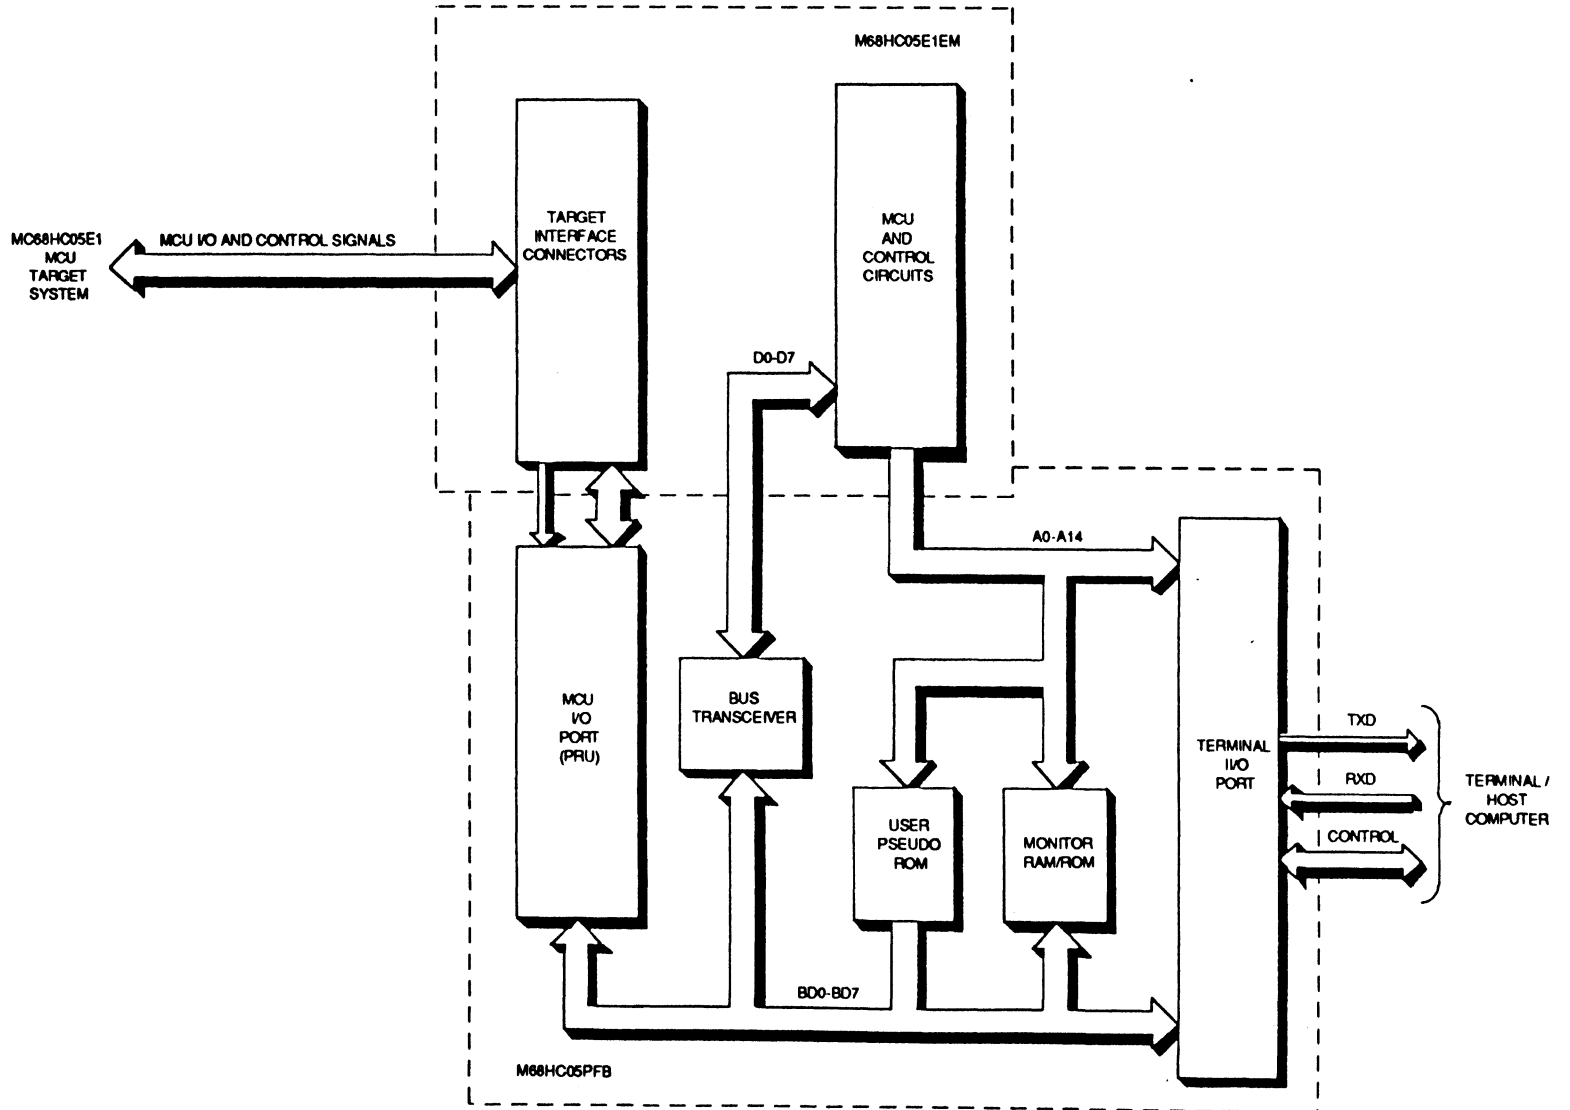 M68HC05E1EM
TARGET
INTERFACE
CONNECTORS
MCU
AND
CONTROL
CIRCUITS
MC68HC05E1
MCU
TARGET
SYSTEM
MCU I/O AND CONTROL SIGNALS
D0-D7
A0-A14
MCU
I/O
PORT
(PRU)
BUS
TRANSCEIVER
USER
PSEUDO
ROM
MONITOR
RAM/ROM
TERMINAL
II/O
PORT
TXD
RXD
CONTROL
TERMINAL /
HOST
COMPUTER
BD0-BD7
M68HC05PFB